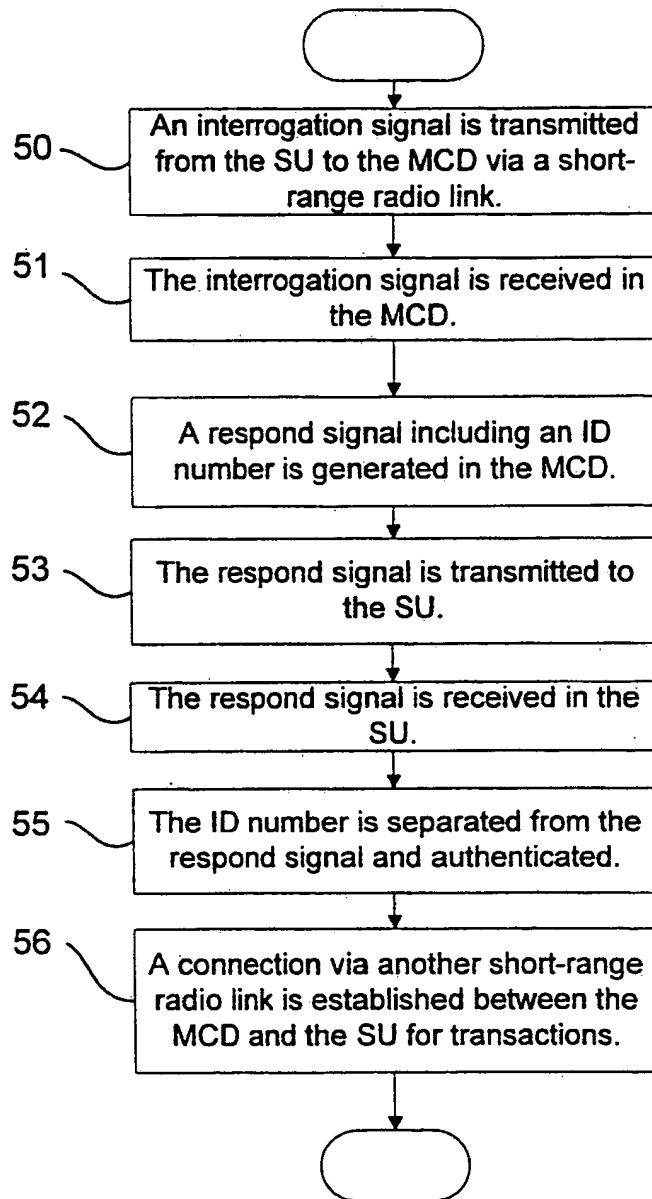 50
An interrogation signal is transmitted
from the SU to the MCD via a short-
range radio link.
51
The interrogation signal is received in
the MCD.
52
A respond signal including an ID
number is generated in the MCD.
53
The respond signal is transmitted to
the SU.
54
The respond signal is received in the
SU.
55
The ID number is separated from the
respond signal and authenticated.
56
A connection via another short-range
radio link is established between the
MCD and the SU for transactions.